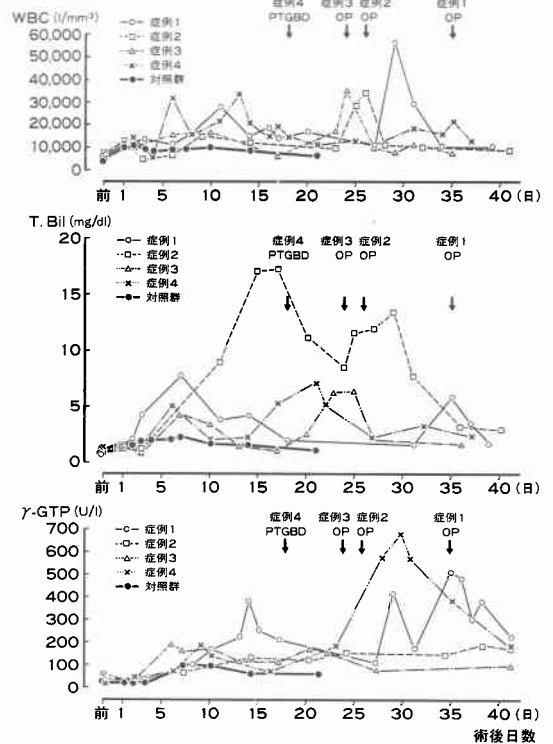 症例4 症例3 症例2 症例1
WBC (/mm³) PTGBD OP OP OP
60,000
50,000
40,000
30,000
20,000
10,000
0
症例1
症例2
症例3
症例4
対照群
前 1 5 10 15 20 25 30 35 40 (日)
T. Bil (mg/dl)
20
15
10
5
0
症例1
症例2
症例3
症例4
対照群
症例4 症例3 症例2 症例1
PTGBD OP OP OP
前 1 5 10 15 20 25 30 35 40 (日)
γ-GTP (U/l)
700
600
500
400
300
200
100
0
症例1
症例2
症例3
症例4
対照群
症例4 症例3 症例2 症例1
PTGBD OP OP OP
前 1 5 10 15 20 25 30 35 40 (日)
術後日数